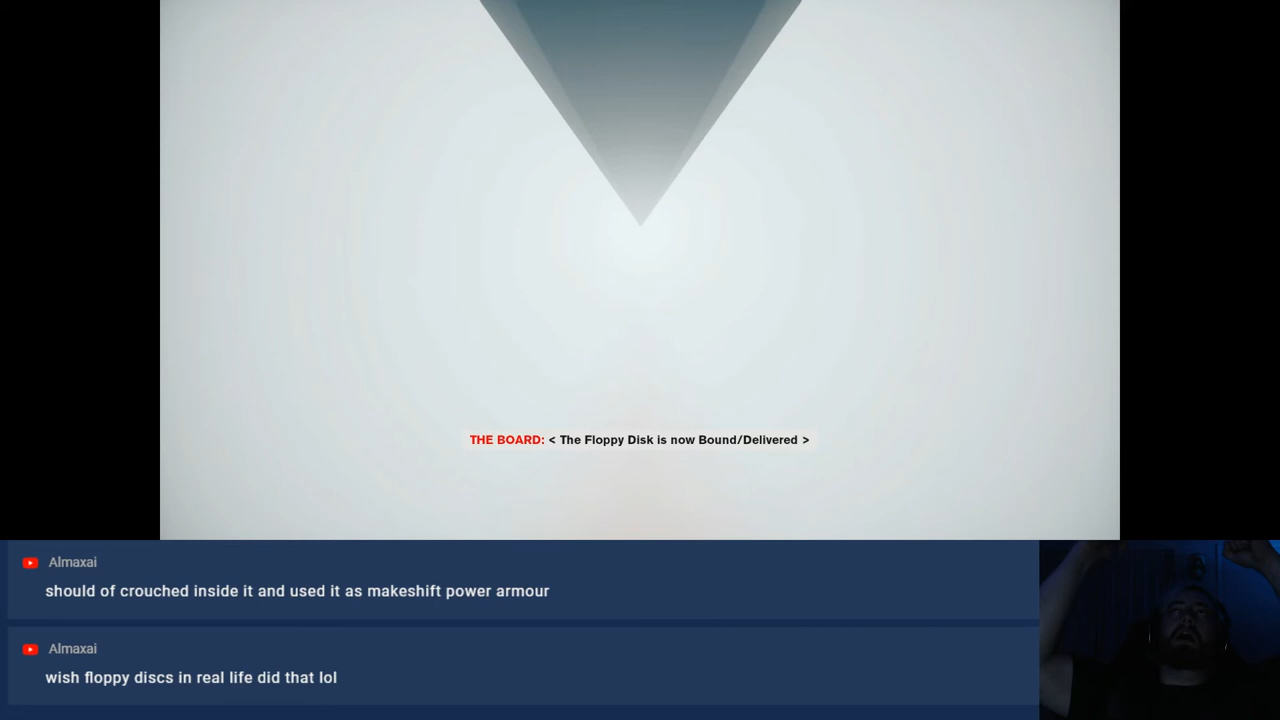 THE BOARD: < The Floppy Disk is now Bound/Delivered >
Almaxai
should of crouched inside it and used it as makeshift power armour
Almaxai
wish floppy discs in real life did that lol